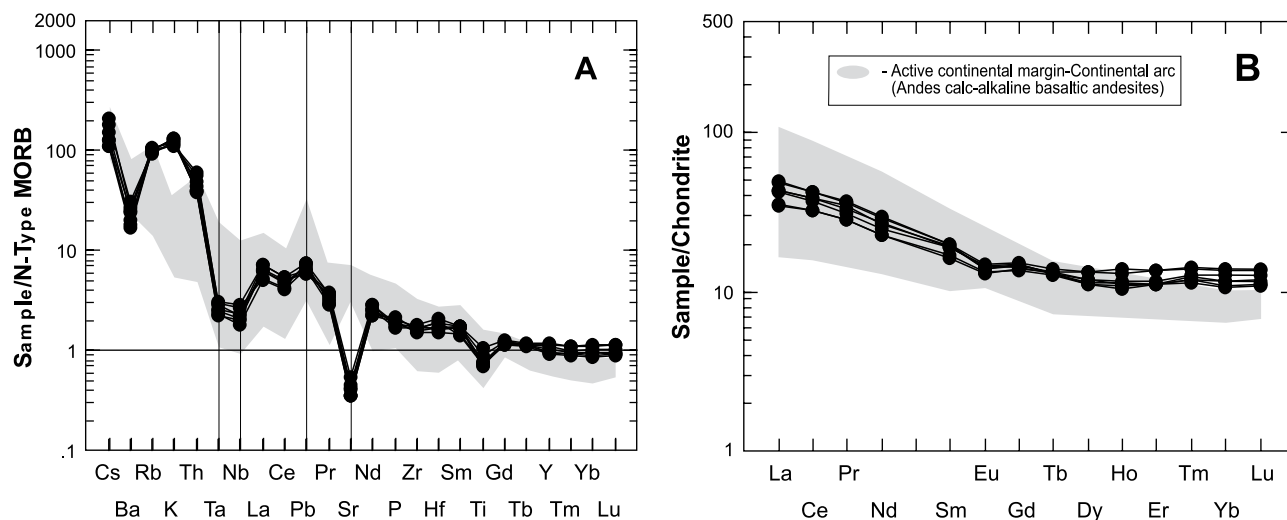 2000
1000
100
10
1
.1
Sample/N-Type MORB
A
Cs Rb Th Nb Ce Pr Nd Zr Sm Gd Y Yb
Ba K Ta La Pb Sr P Hf Ti Tb Tm Lu
500
100
10
1
Sample/Chondrite
- Active continental margin-Continental arc
(Andes calc-alkaline basaltic andesites)
B
La Pr Eu Tb Ho Tm Lu
Ce Nd Sm Gd Dy Er Yb